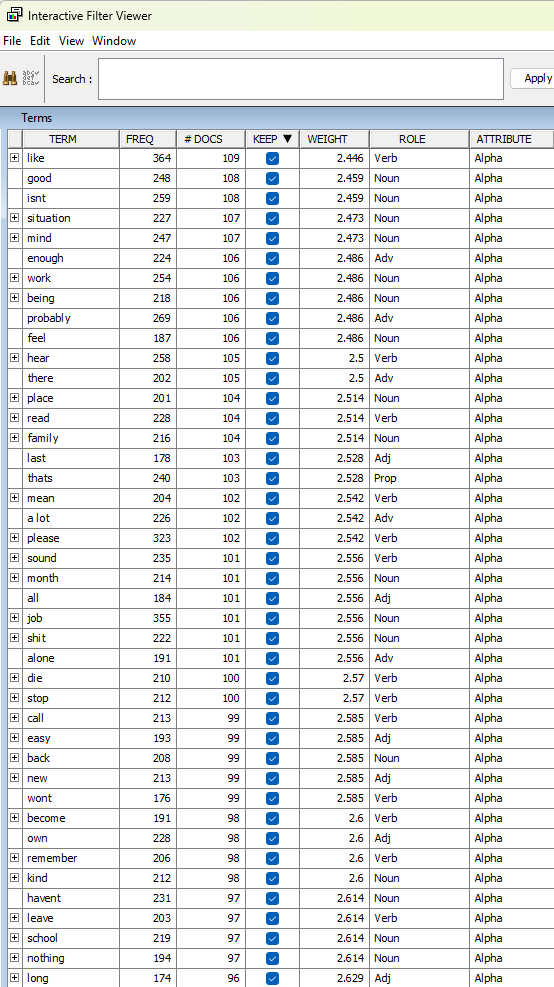 Interactive Filter Viewer
File Edit View Window
Search : Apply
Terms
TERM FREQ # DOCS KEEP ▼ WEIGHT ROLE ATTRIBUTE
like 364 109 2.446 Verb Alpha
good 248 108 2.459 Noun Alpha
isnt 259 108 2.459 Noun Alpha
situation 227 107 2.473 Noun Alpha
mind 247 107 2.473 Noun Alpha
enough 224 106 2.486 Adv Alpha
work 254 106 2.486 Noun Alpha
being 218 106 2.486 Noun Alpha
probably 269 106 2.486 Adv Alpha
feel 187 106 2.486 Noun Alpha
hear 258 105 2.5 Verb Alpha
there 202 105 2.5 Adv Alpha
place 201 104 2.514 Noun Alpha
read 228 104 2.514 Verb Alpha
family 216 104 2.514 Noun Alpha
last 178 103 2.528 Adj Alpha
thats 240 103 2.528 Prop Alpha
mean 204 102 2.542 Verb Alpha
a lot 226 102 2.542 Adv Alpha
please 323 102 2.542 Verb Alpha
sound 235 101 2.556 Verb Alpha
month 214 101 2.556 Noun Alpha
all 184 101 2.556 Adj Alpha
job 355 101 2.556 Noun Alpha
shit 222 101 2.556 Noun Alpha
alone 191 101 2.556 Adv Alpha
die 210 100 2.57 Verb Alpha
stop 212 100 2.57 Verb Alpha
call 213 99 2.585 Verb Alpha
easy 193 99 2.585 Adj Alpha
back 208 99 2.585 Noun Alpha
new 213 99 2.585 Adj Alpha
wont 176 99 2.585 Verb Alpha
become 191 98 2.6 Verb Alpha
own 228 98 2.6 Adj Alpha
remember 206 98 2.6 Verb Alpha
kind 212 98 2.6 Noun Alpha
havent 231 97 2.614 Noun Alpha
leave 203 97 2.614 Verb Alpha
school 219 97 2.614 Noun Alpha
nothing 194 97 2.614 Noun Alpha
long 174 96 2.629 Adj Alpha